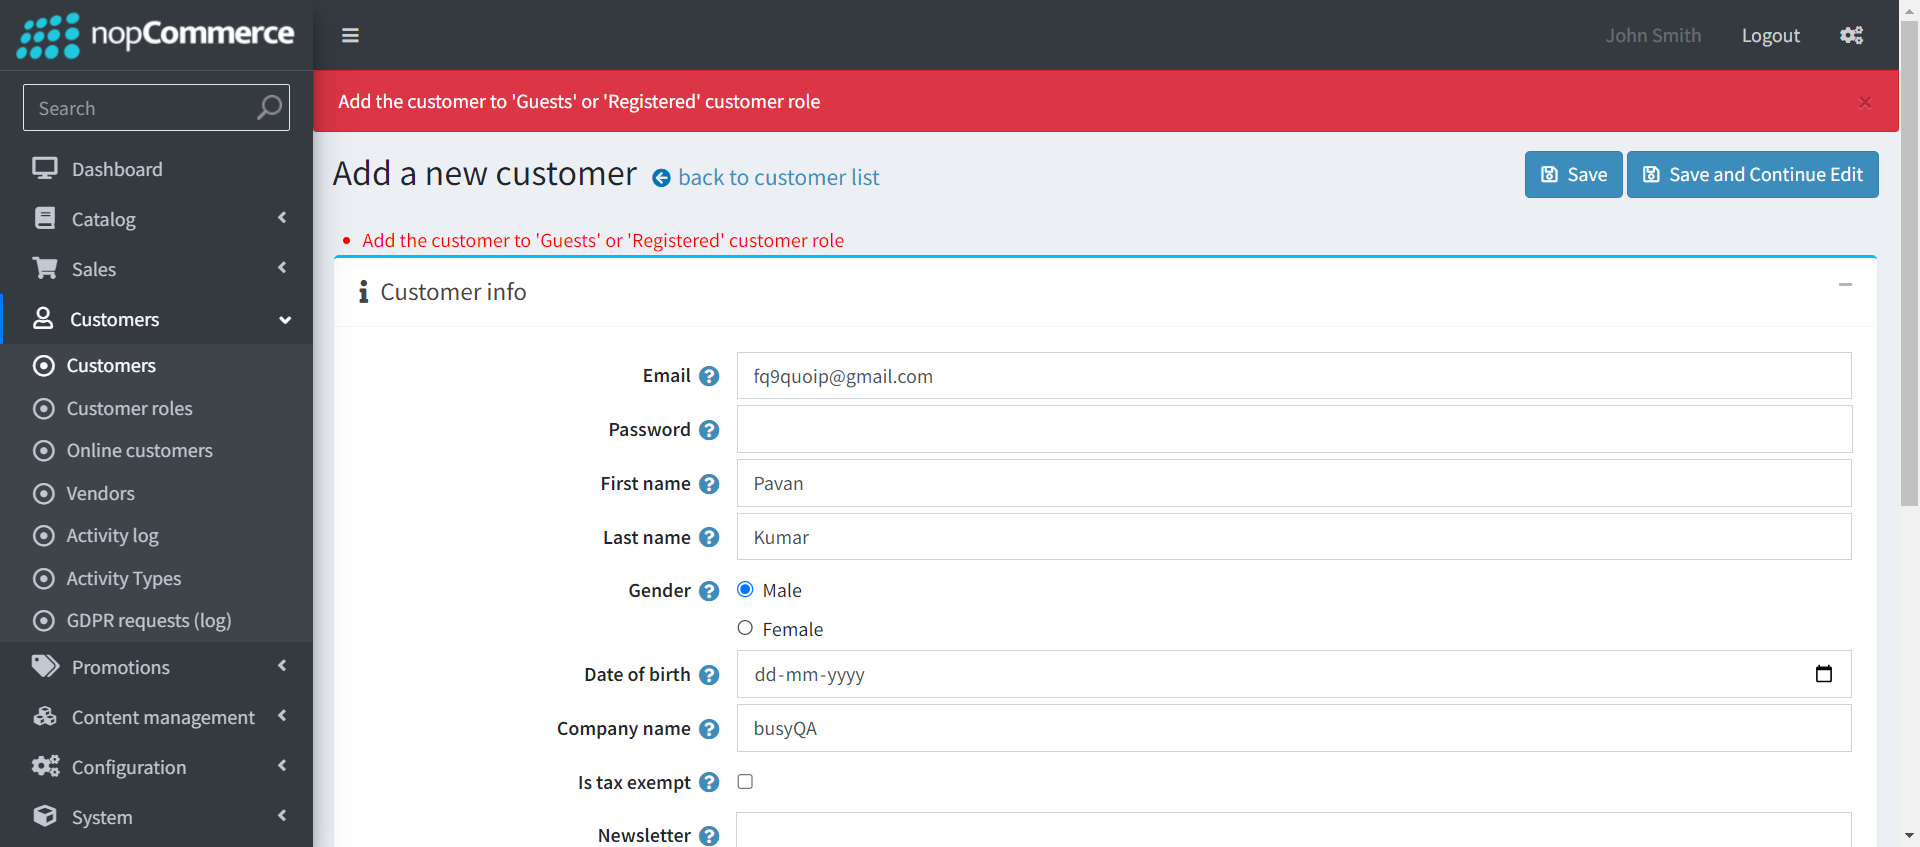 nopCommerce
John Smith
Logout
Search
Add the customer to 'Guests' or 'Registered' customer role
Add a new customer
back to customer list
Save
Save and Continue Edit
Add the customer to 'Guests' or 'Registered' customer role
Dashboard
Catalog
Sales
Customers
Customers
Customer roles
Online customers
Vendors
Activity log
Activity Types
GDPR requests (log)
Promotions
Content management
Configuration
System
Customer info
Email
fq9quoip@gmail.com
Password
First name
Pavan
Last name
Kumar
Gender
Male
Female
Date of birth
dd-mm-yyyy
Company name
busyQA
Is tax exempt
Newsletter